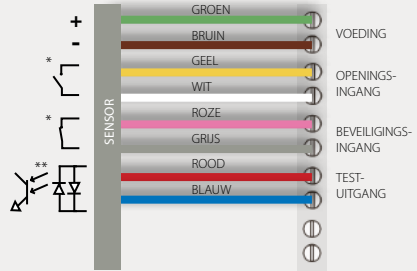 GROEN
+
BRUIN
-
VOEDING
GEEL
*
WIT
OPENINGS-
INGANG
ROZE
*
GRIJS
BEVEILIGINGS-
INGANG
ROOD
**
BLAUW
TEST-
UITGANG
SENSOR